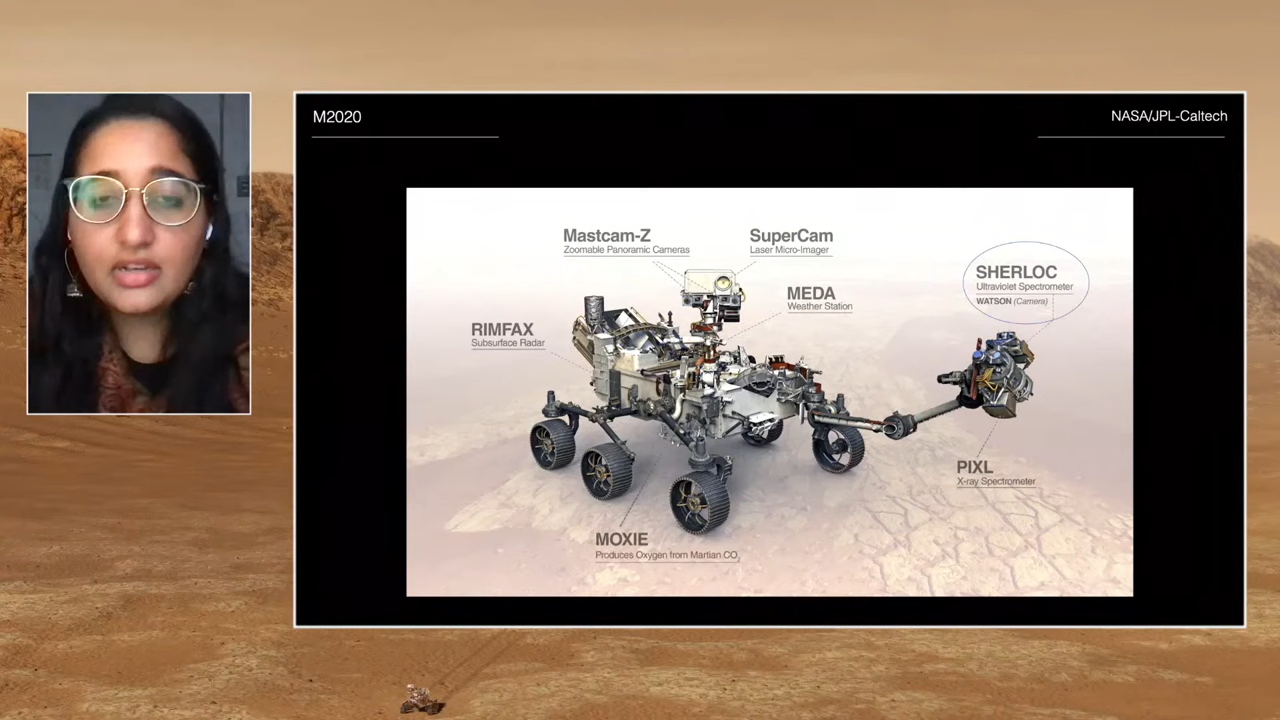 M2020
NASA/JPL-Caltech
Mastcam-Z
Zoomable Panoramic Cameras
SuperCam
Laser Micro-Imager
SHERLOC
Ultraviolet Spectrometer
WATSON (Camera)
MEDA
Weather Station
RIMFAX
Subsurface Radar
PIXL
X-ray Spectrometer
MOXIE
Produces Oxygen from Martian CO2